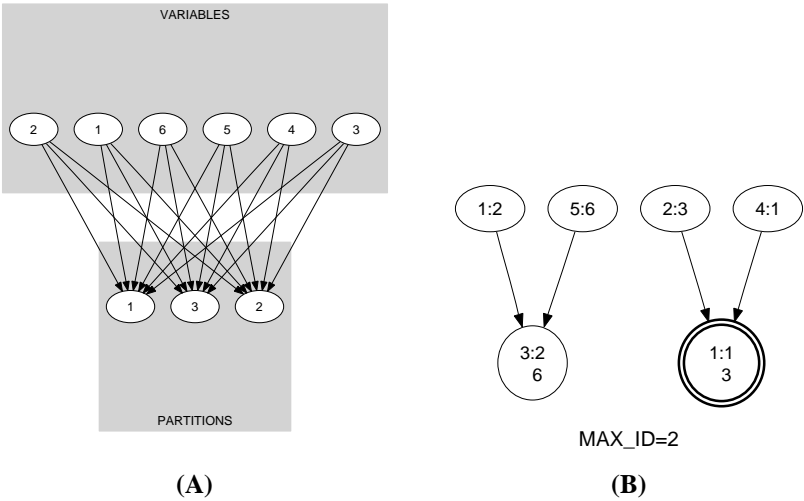 VARIABLES
2 1 6 5 4 3
1 3 2
PARTITIONS
(A)
1:2 5:6 2:3 4:1
3:2 1:1
6 3
MAX_ID=2
(B)